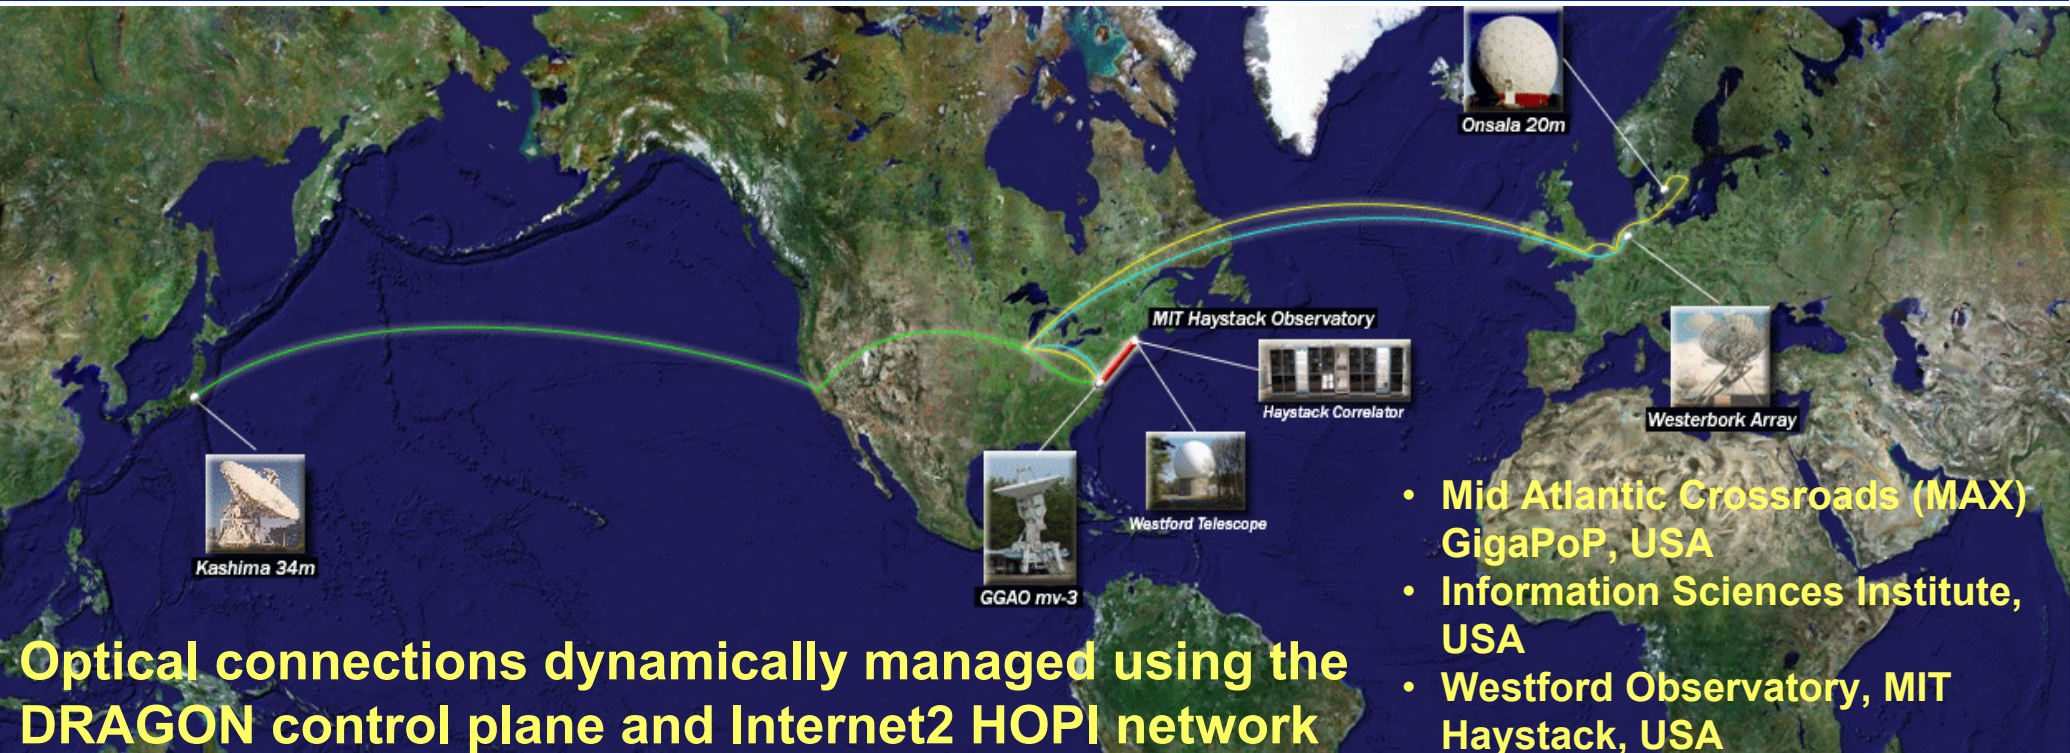 Onsala 20m
MIT Haystack Observatory
Haystack Correlator
Westerbork Array
Westford Telescope
Kashima 34m
GGAO mv-3
• Mid Atlantic Crossroads (MAX)
GigaPoP, USA
• Information Sciences Institute,
USA
• Westford Observatory, MIT
Haystack, USA
Optical connections dynamically managed using the
DRAGON control plane and Internet2 HOPI network